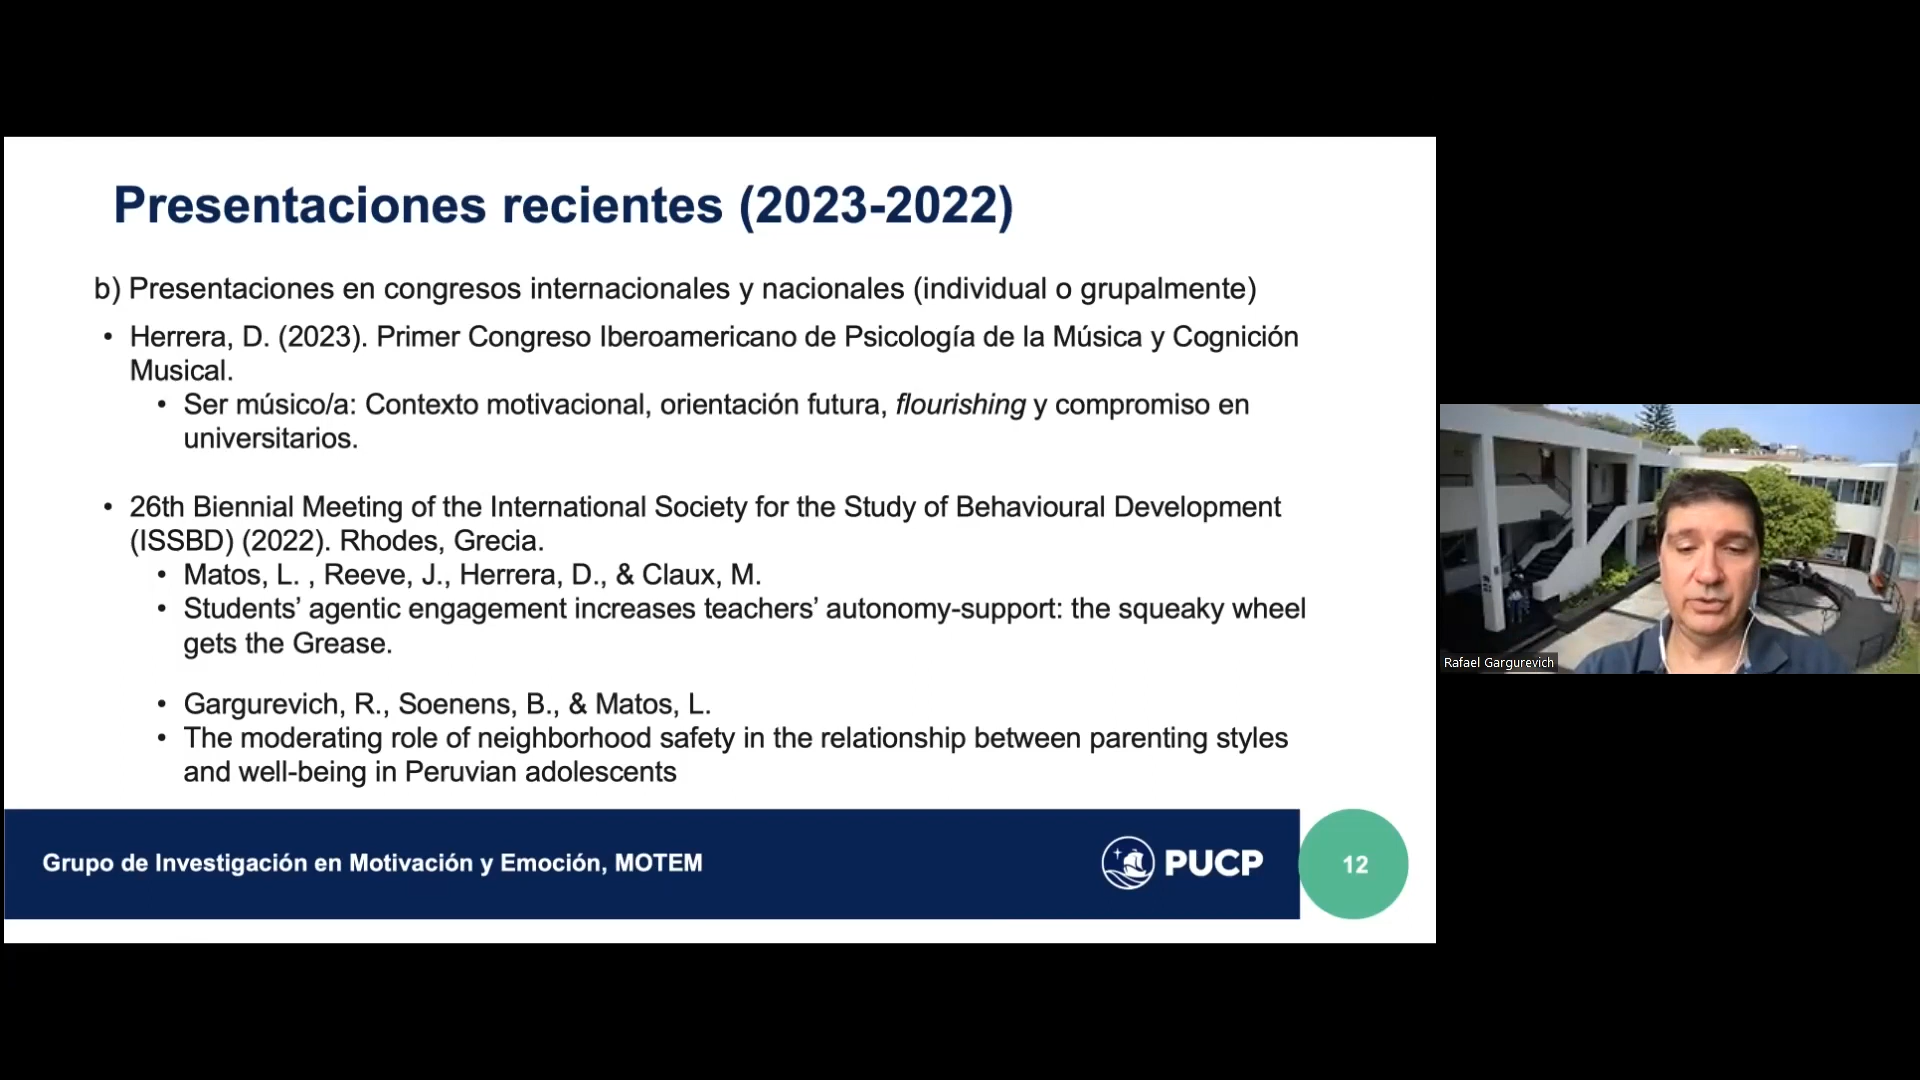 Presentaciones recientes (2023-2022)
b) Presentaciones en congresos internacionales y nacionales (individual o grupalmente)
• Herrera, D. (2023). Primer Congreso Iberoamericano de Psicología de la Música y Cognición
Musical.
• Ser músico/a: Contexto motivacional, orientación futura, flourishing y compromiso en
universitarios.
• 26th Biennial Meeting of the International Society for the Study of Behavioural Development
(ISSBD) (2022). Rhodes, Grecia.
• Matos, L. , Reeve, J., Herrera, D., & Claux, M.
• Students’ agentic engagement increases teachers’ autonomy-support: the squeaky wheel
gets the Grease.
• Gargurevich, R., Soenens, B., & Matos, L.
• The moderating role of neighborhood safety in the relationship between parenting styles
and well-being in Peruvian adolescents
Grupo de Investigación en Motivación y Emoción, MOTEM
PUCP
12
Rafael Gargurevich